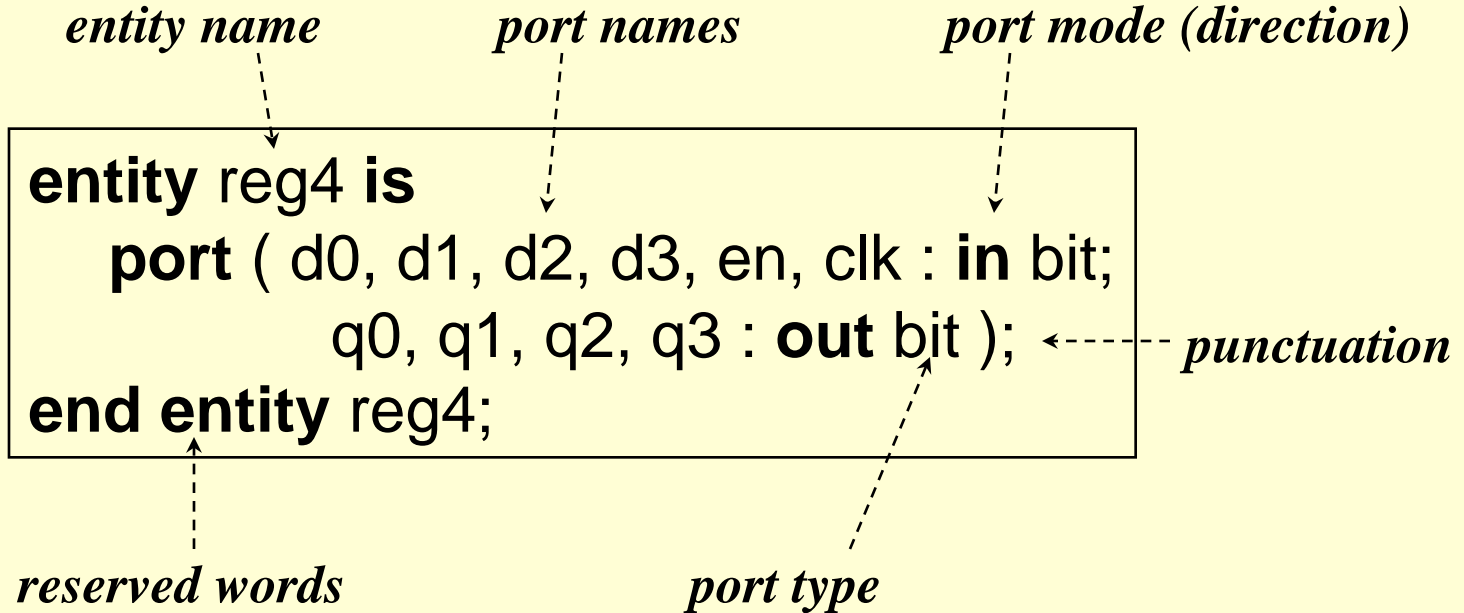 entity name port names port mode (direction)
entity reg4 is
port ( d0, d1, d2, d3, en, clk : in bit;
q0, q1, q2, q3 : out bit );
punctuation
end entity reg4;
reserved words port type